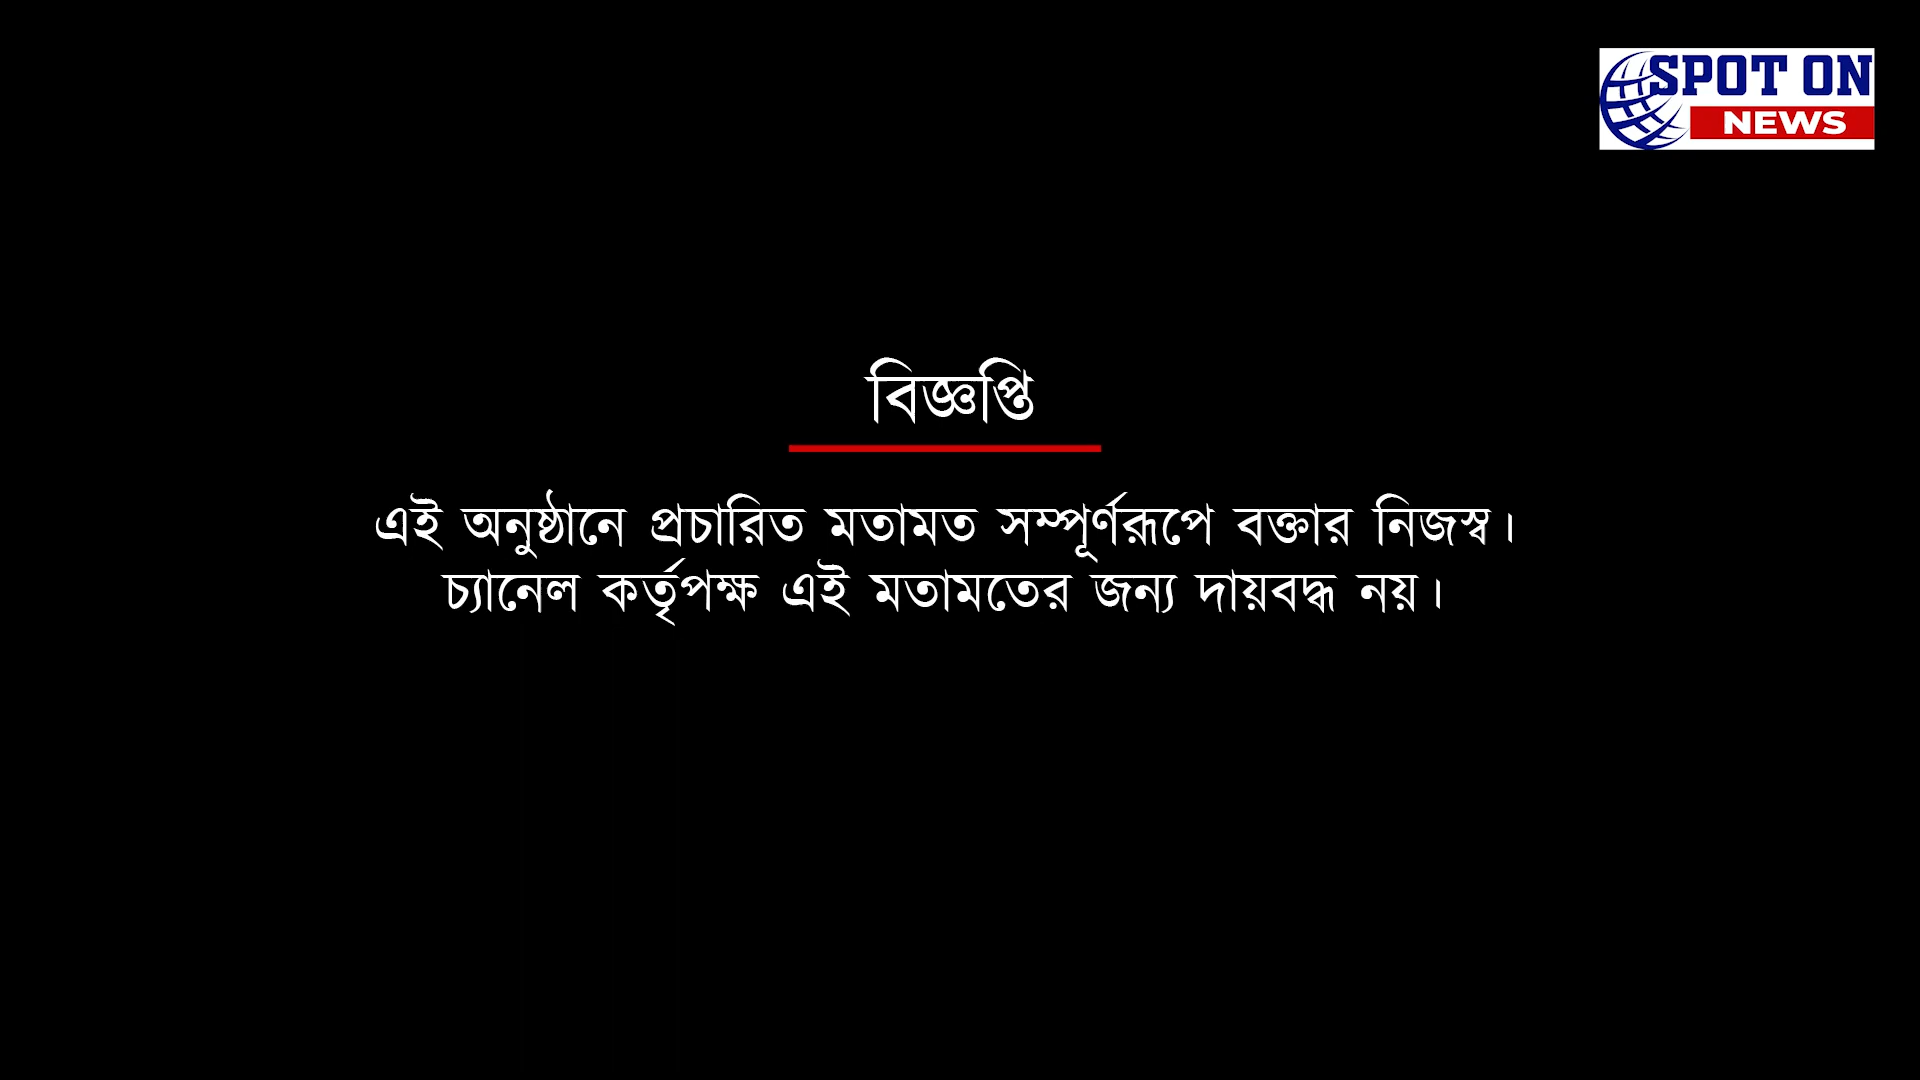 SPOT ON
NEWS
বিজ্ঞপ্তি
এই অনুষ্ঠানে প্রচারিত মতামত সম্পূর্ণরূপে বক্তার নিজস্ব।
চ্যানেল কর্তৃপক্ষ এই মতামতের জন্য দায়বদ্ধ নয়।